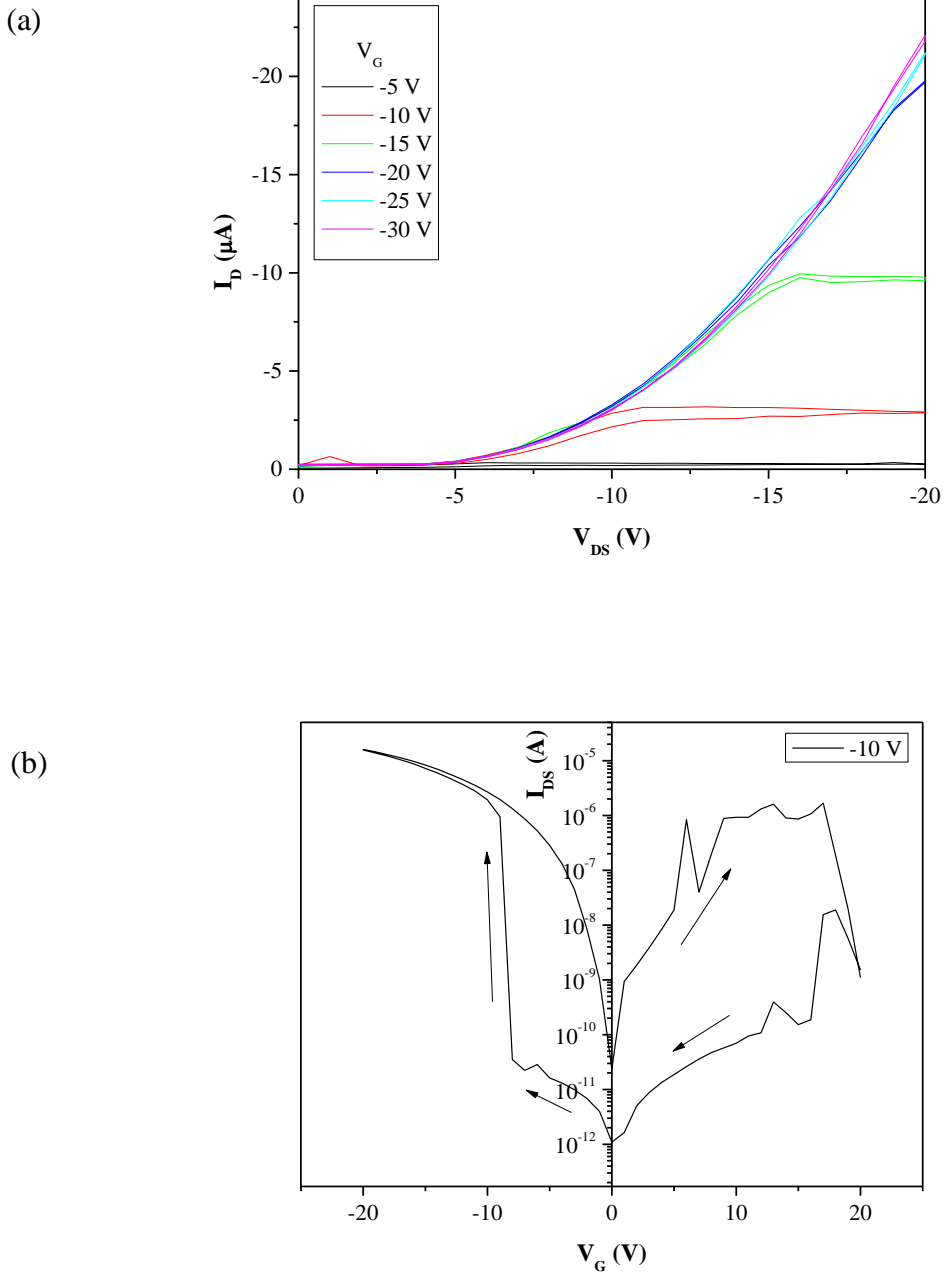 (a)
V_G
-5 V
-10 V
-15 V
-20 V
-25 V
-30 V
-20
-15
-10
-5
0
I_D (μA)
0 -5 -10 -15 -20
V_DS (V)
(b)
-10 V
I_DS (A)
10^-5
10^-6
10^-7
10^-8
10^-9
10^-10
10^-11
10^-12
-20 -10 0 10 20
V_G (V)